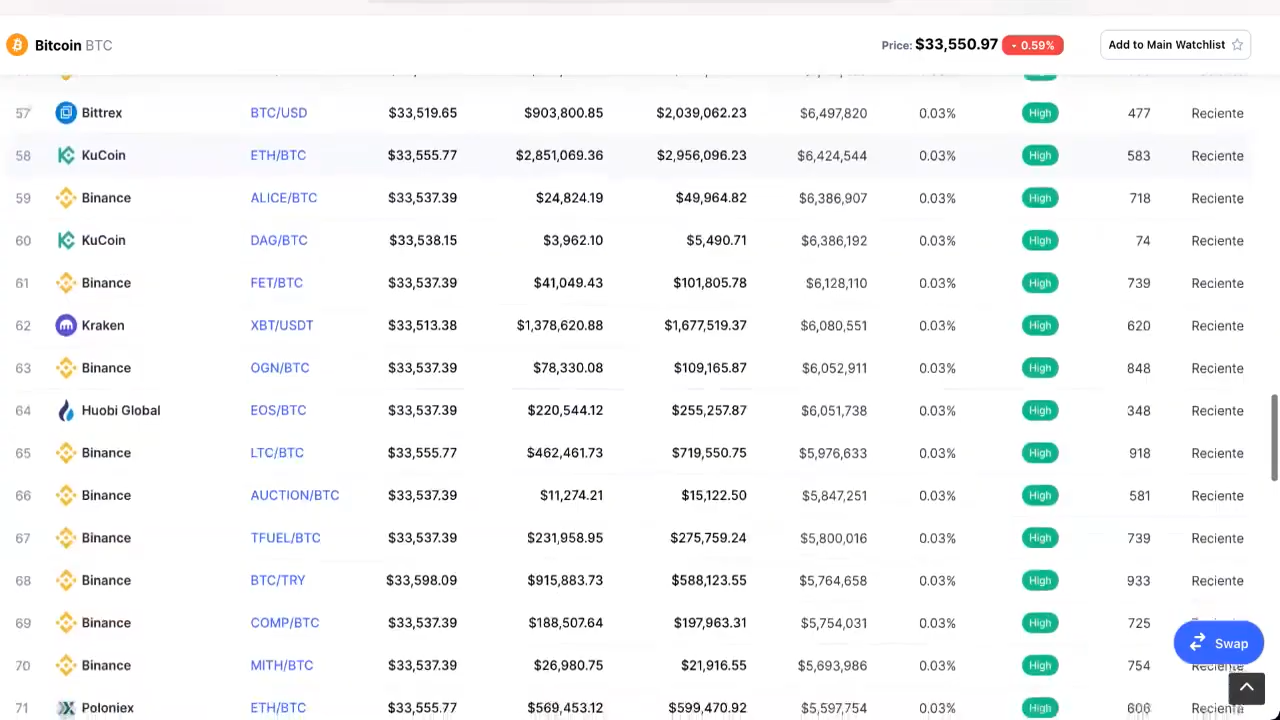 Bitcoin BTC Price: $33,550.97 0.59% Add to Main Watchlist
57 Bittrex BTC/USD $33,519.65 $903,800.85 $2,039,062.23 $6,497,820 0.03% High 477 Reciente
58 KuCoin ETH/BTC $33,555.77 $2,851,069.36 $2,956,096.23 $6,424,544 0.03% High 583 Reciente
59 Binance ALICE/BTC $33,537.39 $24,824.19 $49,964.82 $6,386,907 0.03% High 718 Reciente
60 KuCoin DAG/BTC $33,538.15 $3,962.10 $5,490.71 $6,386,192 0.03% High 74 Reciente
61 Binance FET/BTC $33,537.39 $41,049.43 $101,805.78 $6,128,110 0.03% High 739 Reciente
62 Kraken XBT/USDT $33,513.38 $1,378,620.88 $1,677,519.37 $6,080,551 0.03% High 620 Reciente
63 Binance OGN/BTC $33,537.39 $78,330.08 $109,165.87 $6,052,911 0.03% High 848 Reciente
64 Huobi Global EOS/BTC $33,537.39 $220,544.12 $255,257.87 $6,051,738 0.03% High 348 Reciente
65 Binance LTC/BTC $33,555.77 $462,461.73 $719,550.75 $5,976,633 0.03% High 918 Reciente
66 Binance AUCTION/BTC $33,537.39 $11,274.21 $15,122.50 $5,847,251 0.03% High 581 Reciente
67 Binance TFUEL/BTC $33,537.39 $231,958.95 $275,759.24 $5,800,016 0.03% High 739 Reciente
68 Binance BTC/TRY $33,598.09 $915,883.73 $588,123.55 $5,764,658 0.03% High 933 Reciente
69 Binance COMP/BTC $33,537.39 $188,507.64 $197,963.31 $5,754,031 0.03% High 725
Swap
70 Binance MITH/BTC $33,537.39 $26,980.75 $21,916.55 $5,693,986 0.03% High 754 Reciente
71 Poloniex ETH/BTC $33,555.77 $569,453.12 $599,470.92 $5,597,754 0.03% High 606 Reciente